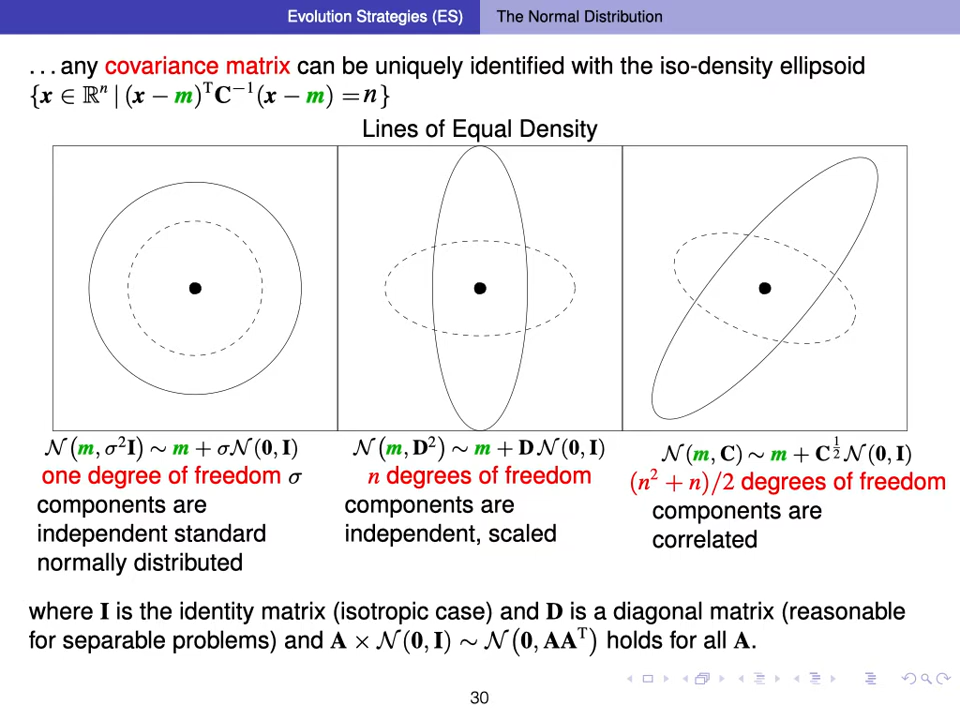 Evolution Strategies (ES) The Normal Distribution
. . . any covariance matrix can be uniquely identified with the iso-density ellipsoid
{x ∈ ℝⁿ | (x − m)ᵀC⁻¹(x − m) = n}
Lines of Equal Density
𝒩(m, σ²I) ∼ m + σ𝒩(0, I)
one degree of freedom σ
components are
independent standard
normally distributed
𝒩(m, D²) ∼ m + D 𝒩(0, I)
n degrees of freedom
components are
independent, scaled
𝒩(m, C) ∼ m + C^½ 𝒩(0, I)
(n² + n)/2 degrees of freedom
components are
correlated
where I is the identity matrix (isotropic case) and D is a diagonal matrix (reasonable
for separable problems) and A × 𝒩(0, I) ∼ 𝒩(0, AAᵀ) holds for all A.
30